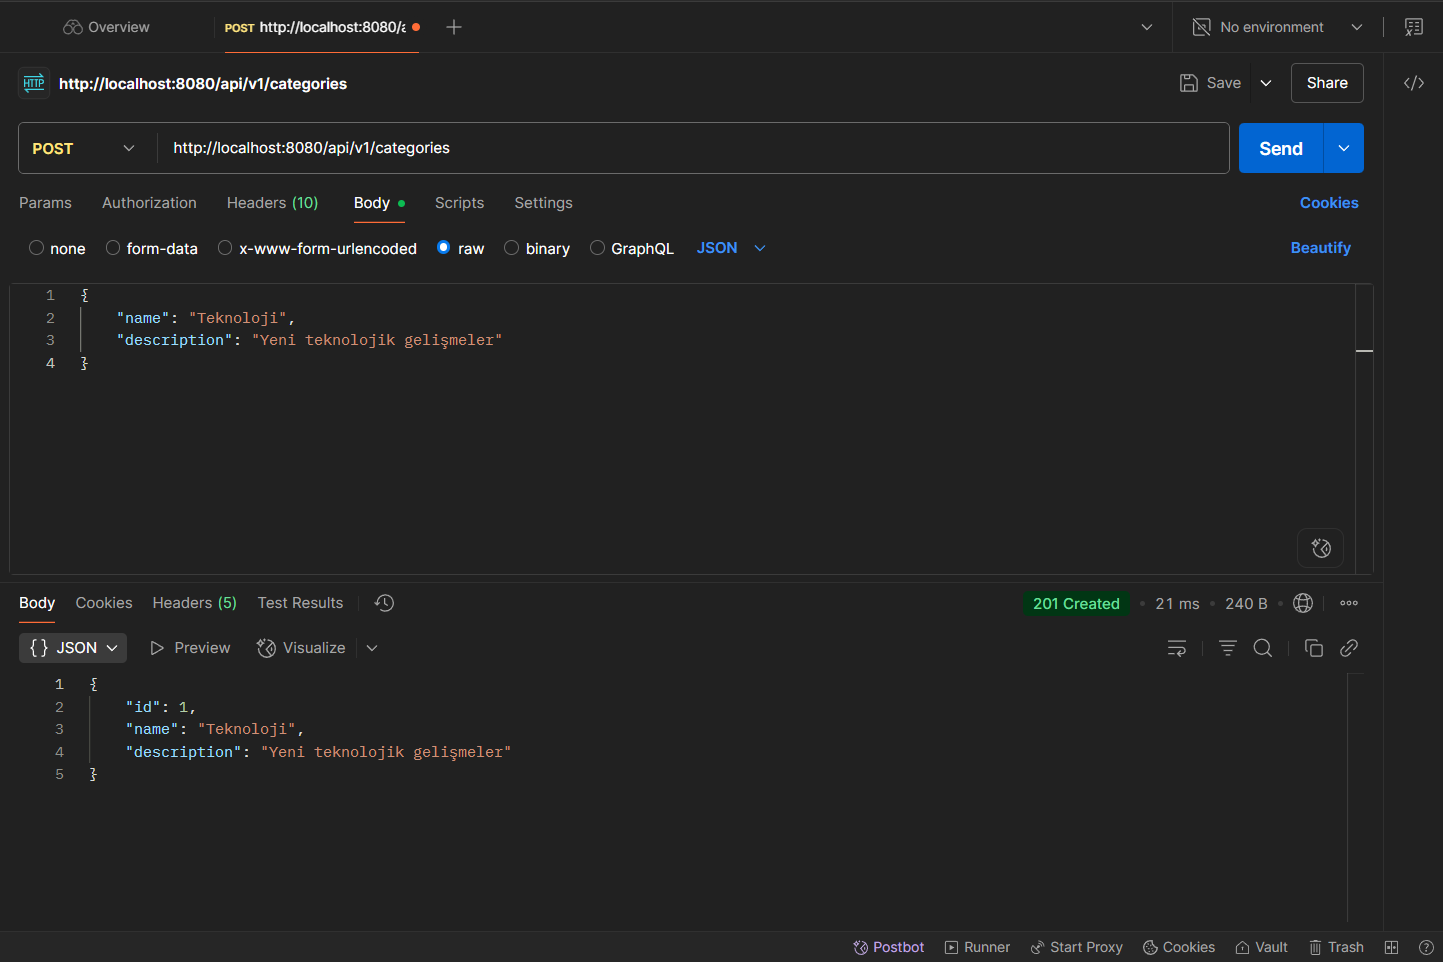 Overview
POST http://localhost:8080/a
No environment
HTTP http://localhost:8080/api/v1/categories
Save
Share
POST http://localhost:8080/api/v1/categories
Send
Params Authorization Headers (10) Body Scripts Settings Cookies
none form-data x-www-form-urlencoded raw binary GraphQL JSON Beautify
1 {
2 "name": "Teknoloji",
3 "description": "Yeni teknolojik gelişmeler"
4 }
Body Cookies Headers (5) Test Results 201 Created 21 ms 240 B
{} JSON Preview Visualize
1 {
2 "id": 1,
3 "name": "Teknoloji",
4 "description": "Yeni teknolojik gelişmeler"
5 }
Postbot Runner Start Proxy Cookies Vault Trash